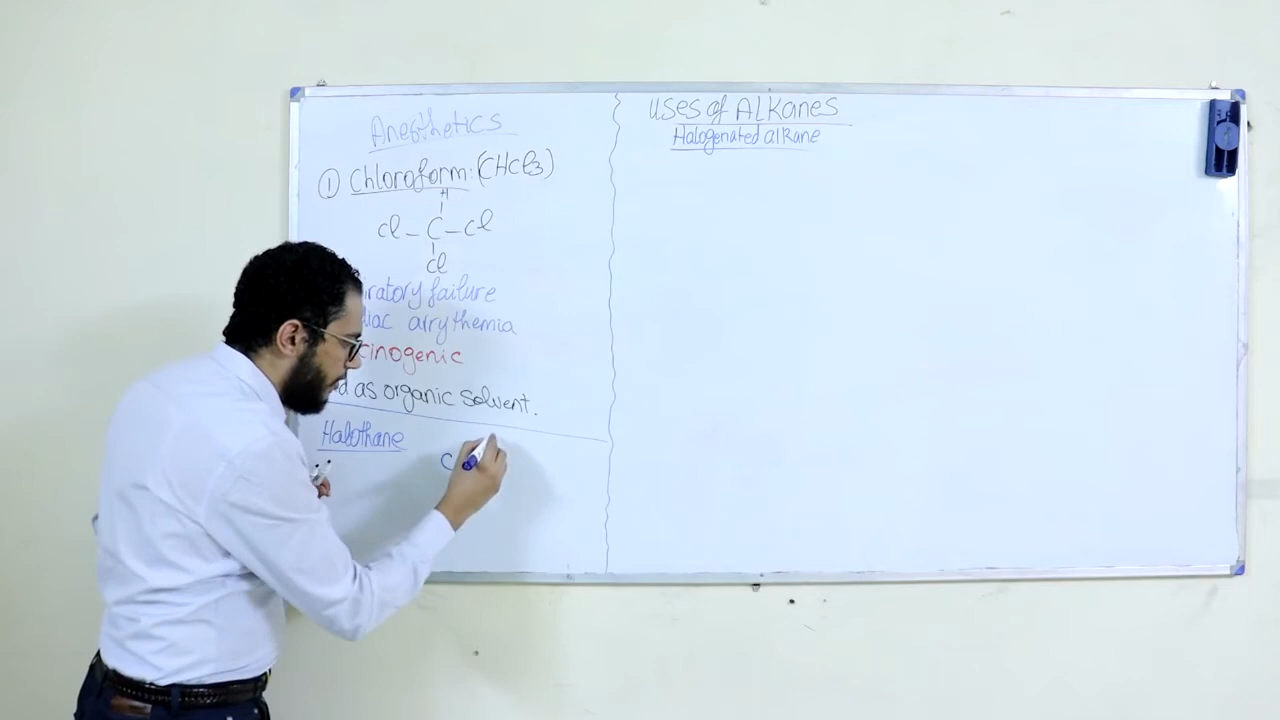 Anesthetics
① Chloroform: (CHCl3)
H
Cl - C - Cl
Cl
iratory failure
diac arrythemia
cinogenic
d as organic solvent.
Halothane
C
Uses of Alkanes
Halogenated alkane